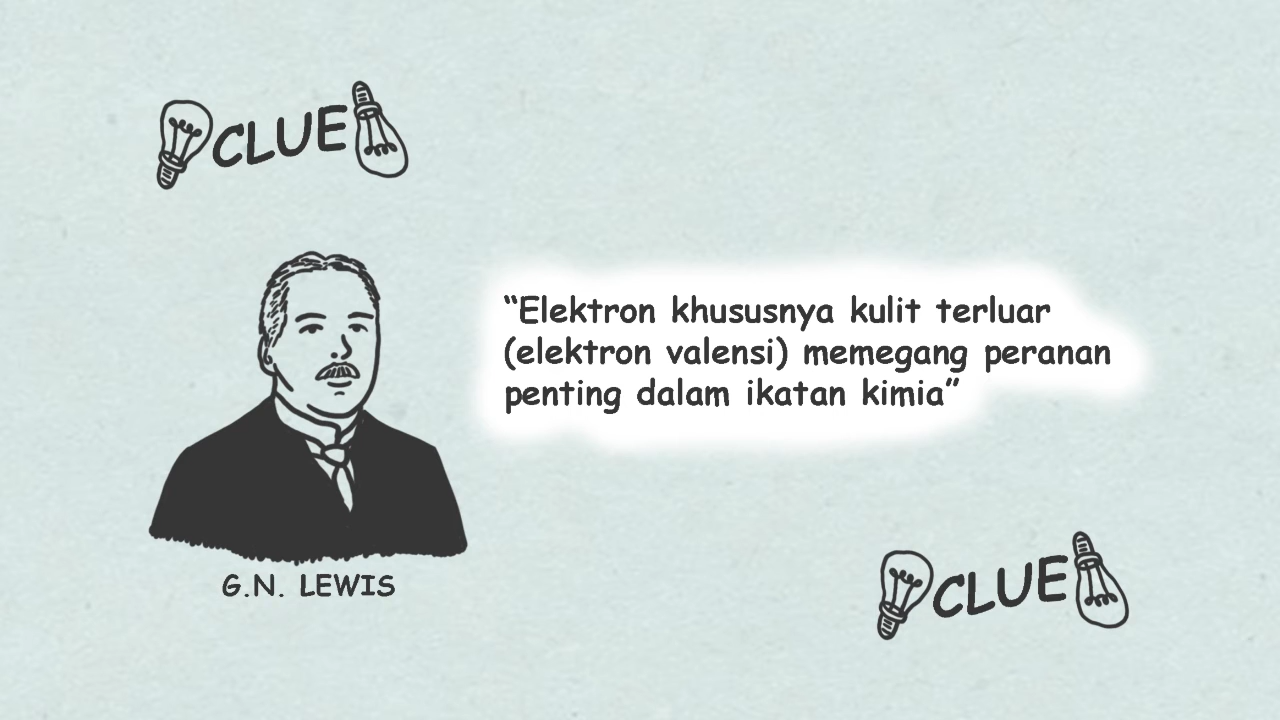 CLUE
"Elektron khususnya kulit terluar
(elektron valensi) memegang peranan
penting dalam ikatan kimia"
G.N. LEWIS
CLUE